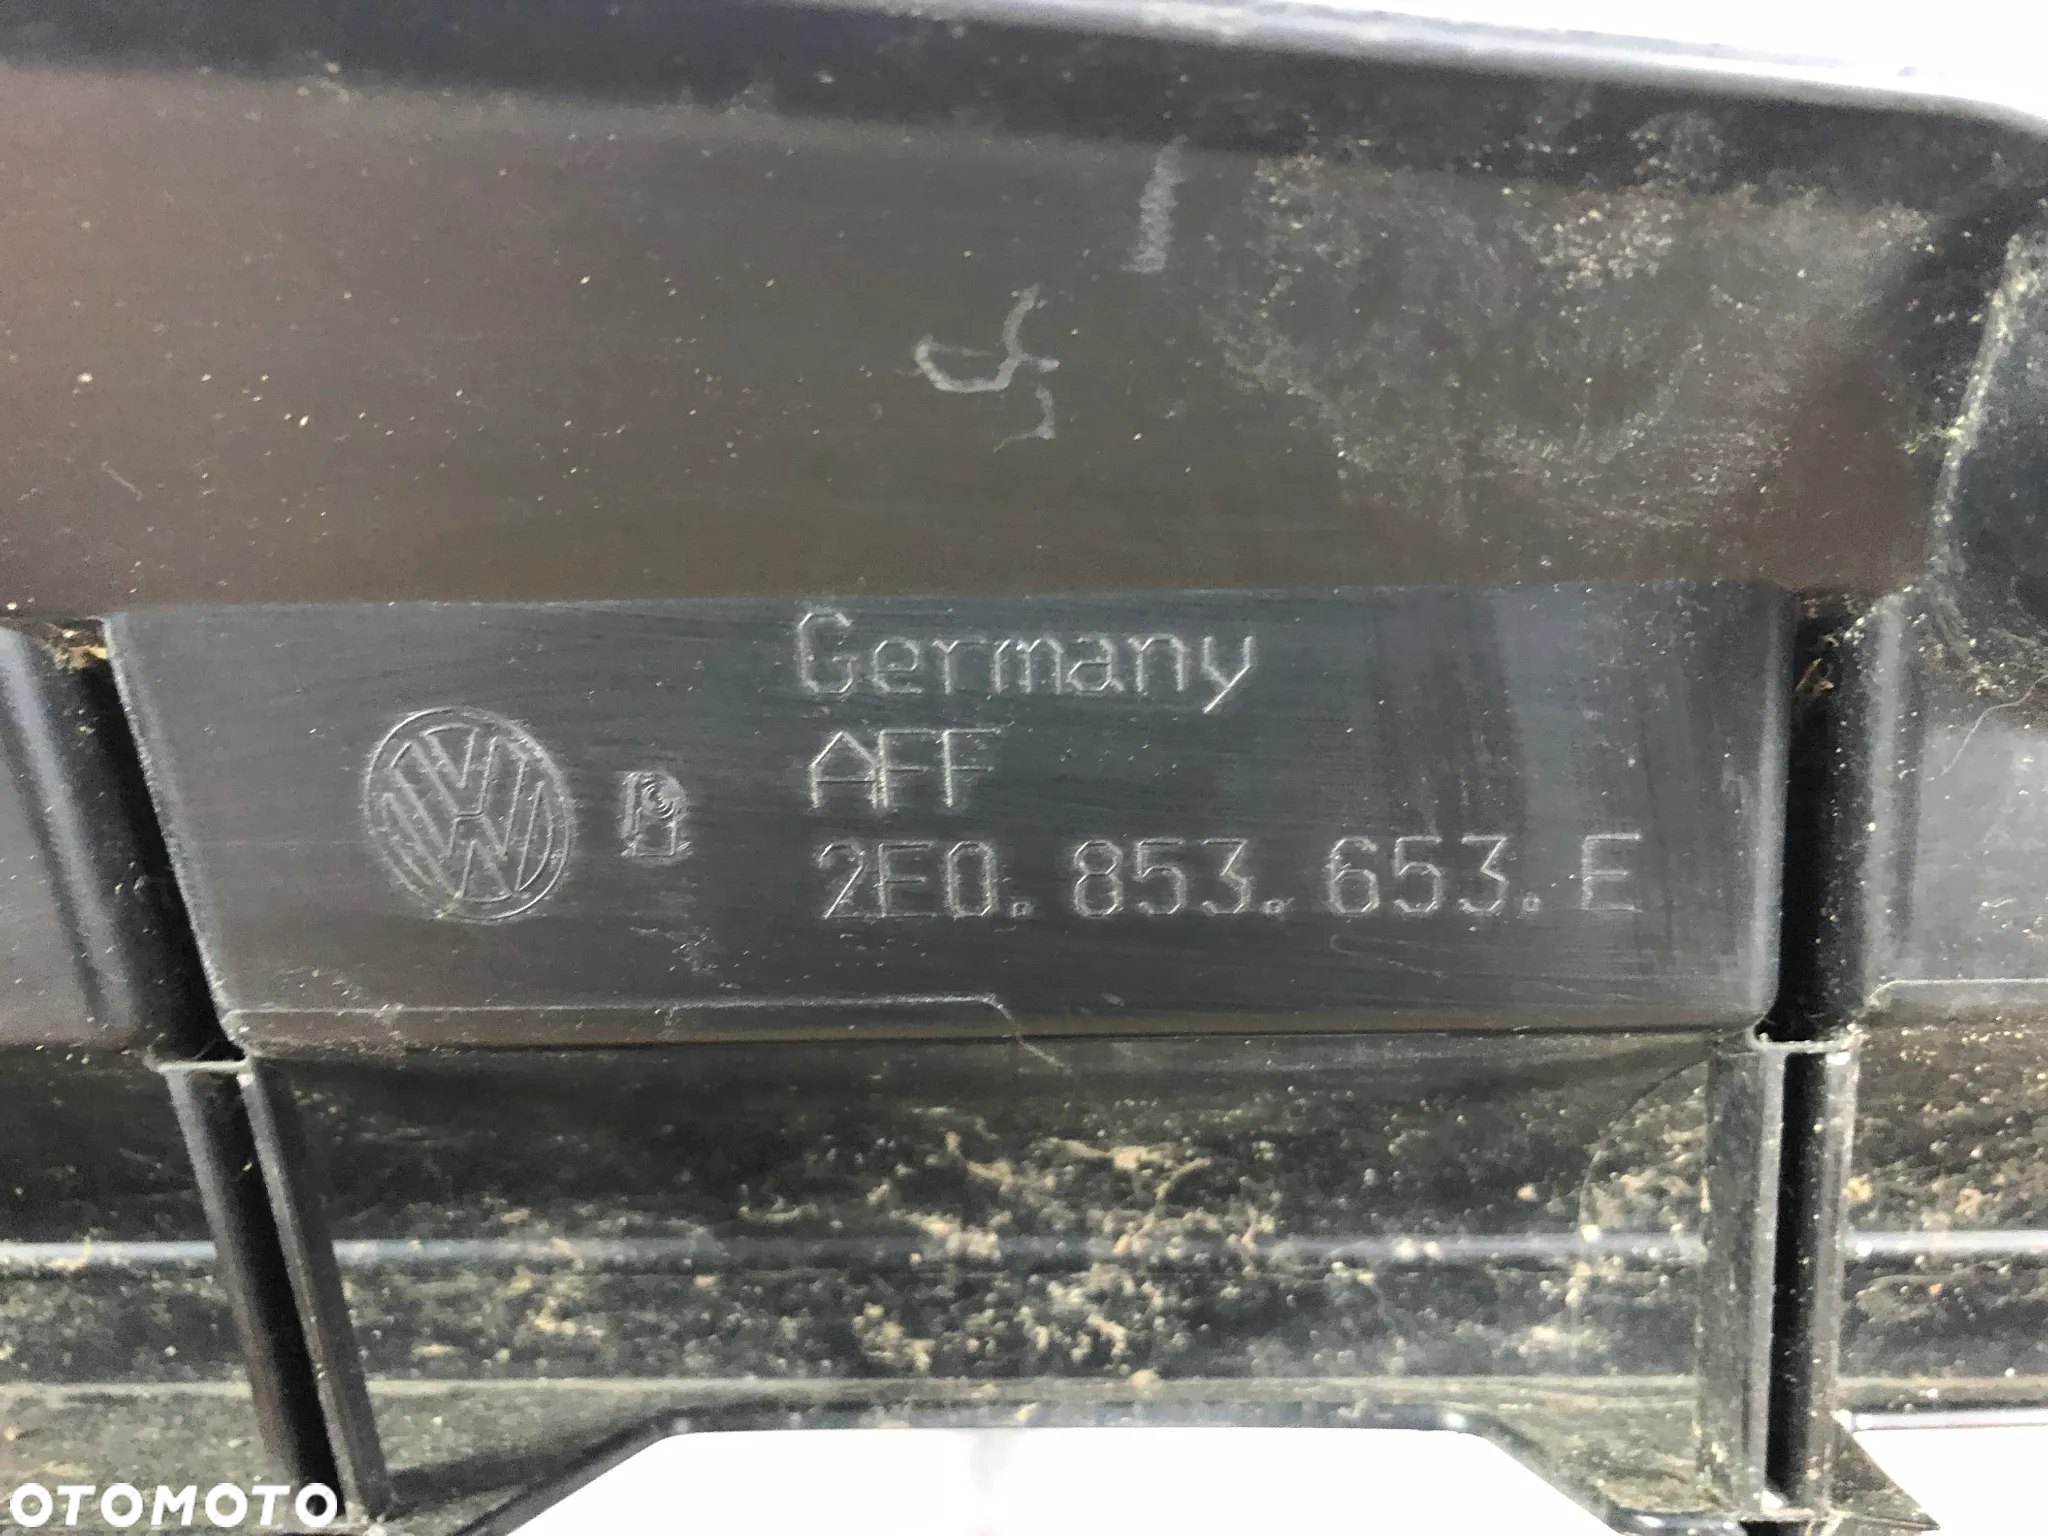 Germany
AFF
2E0.853.653.E
OTOMOTO